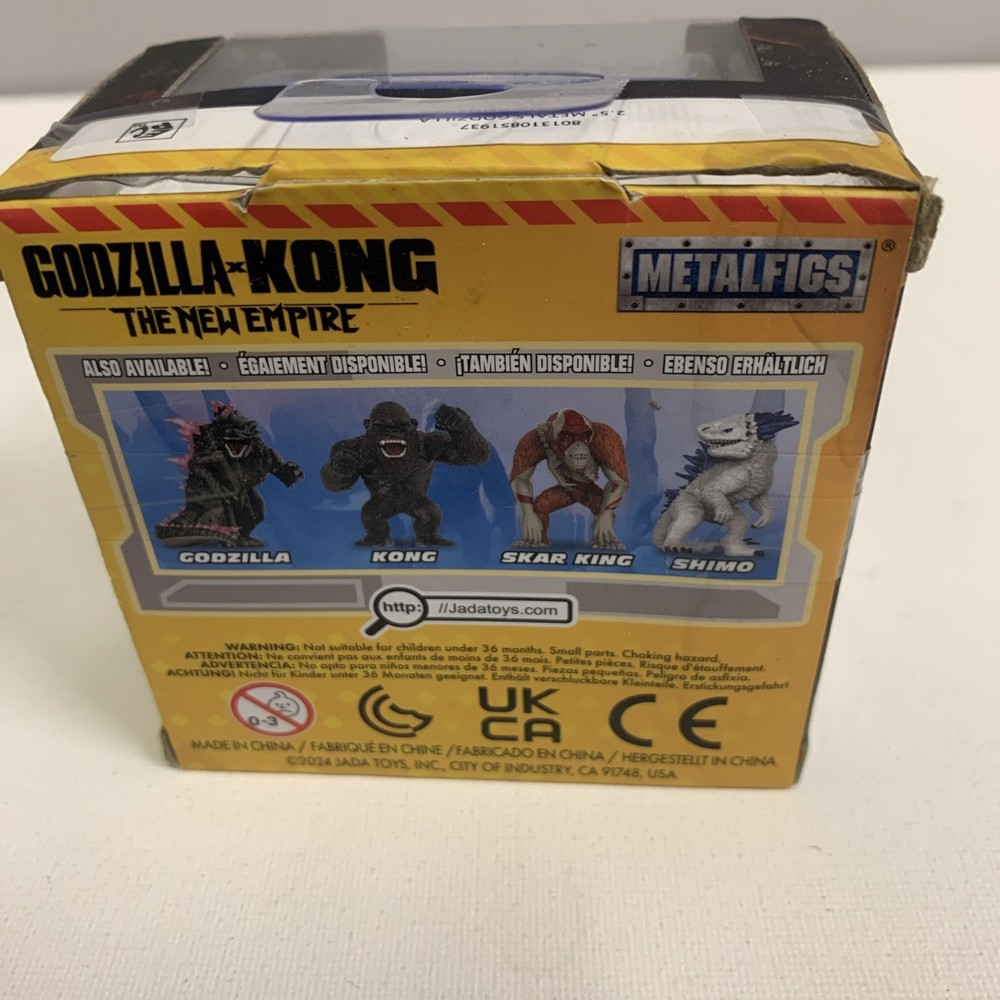 801310851937
2.5" METALS GODZILLA
GODZILLA x KONG
THE NEW EMPIRE
METALFIGS®
ALSO AVAILABLE! • ÉGAIEMENT DISPONIBLE! • ¡TAMBIÉN DISPONIBLE! • EBENSO ERHÄLTLICH
GODZILLA KONG SKAR KING SHIMO
http: //Jadatoys.com
WARNING: Not suitable for children under 36 months. Small parts. Choking hazard.
ATTENTION: Ne convient pas aux enfants de moins de 36 mois. Petites pièces. Risque d'étouffement.
ADVERTENCIA: No apto para niños menores de 36 meses. Piezas pequeñas. Peligro de asfixia.
ACHTUNG! Nicht für Kinder unter 36 Monaten geeignet. Enthält verschluckbare Kleinteile. Erstickungsgefahr!
0-3
UK
CA
CE
MADE IN CHINA / FABRIQUÉ EN CHINE / FABRICADO EN CHINA / HERGESTELLT IN CHINA
©2024 JADA TOYS, INC., CITY OF INDUSTRY, CA 91748, USA